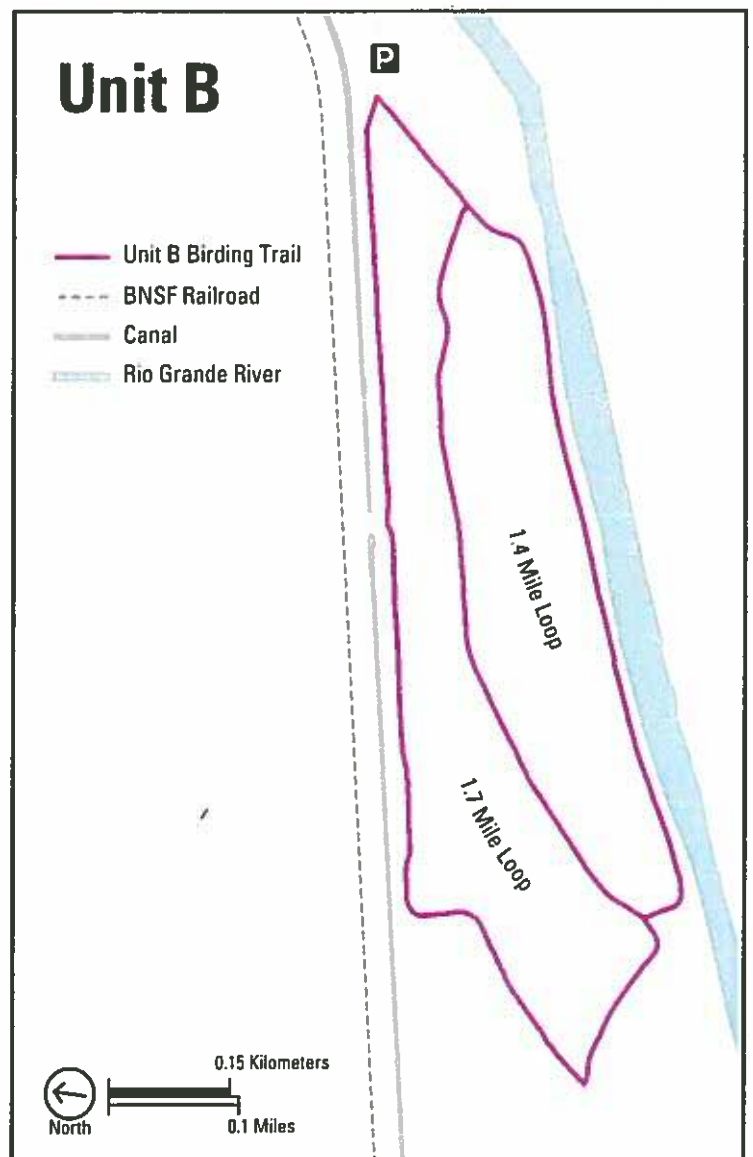 P
Unit B
Unit B Birding Trail
BNSF Railroad
Canal
Rio Grande River
1.4 Mile Loop
1.7 Mile Loop
0.15 Kilometers
North
0.1 Miles